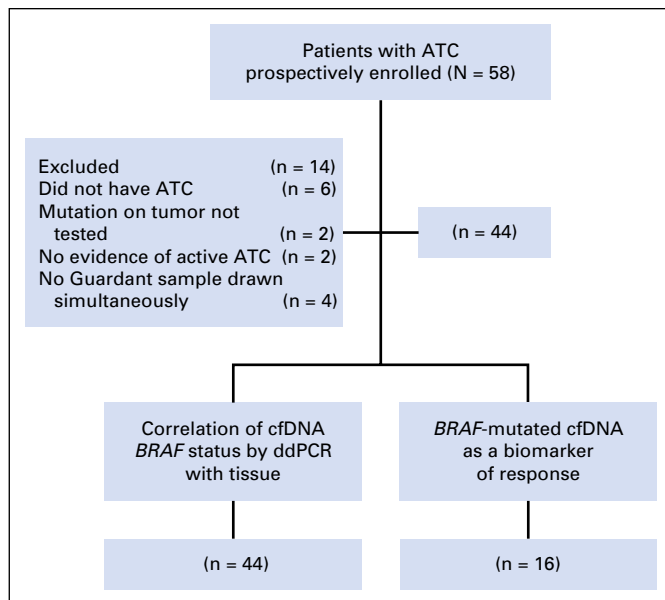 Patients with ATC
prospectively enrolled (N = 58)
Excluded (n = 14)
Did not have ATC (n = 6)
Mutation on tumor not
tested (n = 2)
No evidence of active ATC (n = 2)
No Guardant sample drawn
simultaneously (n = 4)
(n = 44)
Correlation of cfDNA
BRAF status by ddPCR
with tissue
(n = 44)
BRAF-mutated cfDNA
as a biomarker
of response
(n = 16)